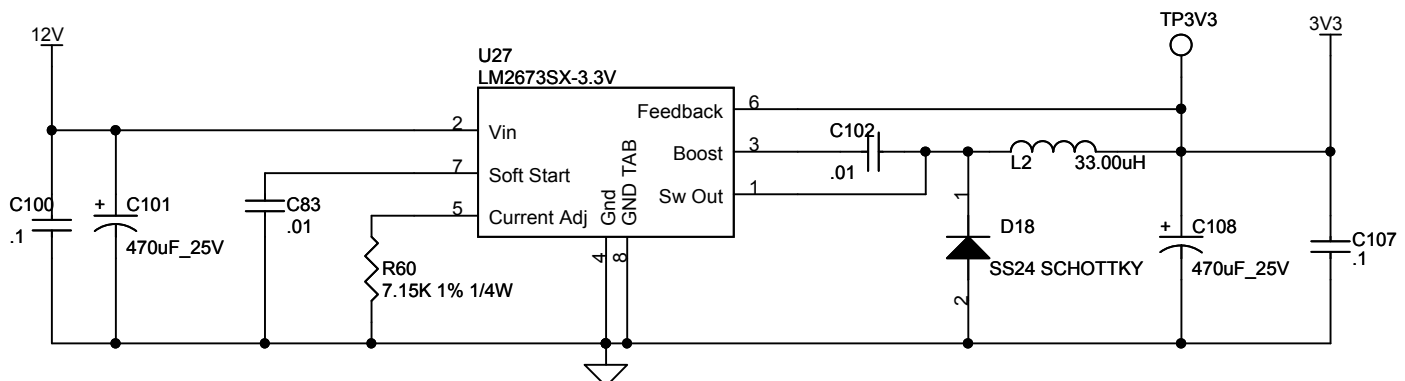 12V
TP3V3
3V3
U27
LM2673SX-3.3V
2
Vin
7
Soft Start
5
Current Adj
Gnd
GND TAB
4
8
Feedback
6
Boost
3
Sw Out
1
C102
.01
L2
33.00uH
C100
.1
+
C101
470uF_25V
C83
.01
R60
7.15K 1% 1/4W
1
D18
SS24 SCHOTTKY
2
+
C108
470uF_25V
C107
.1